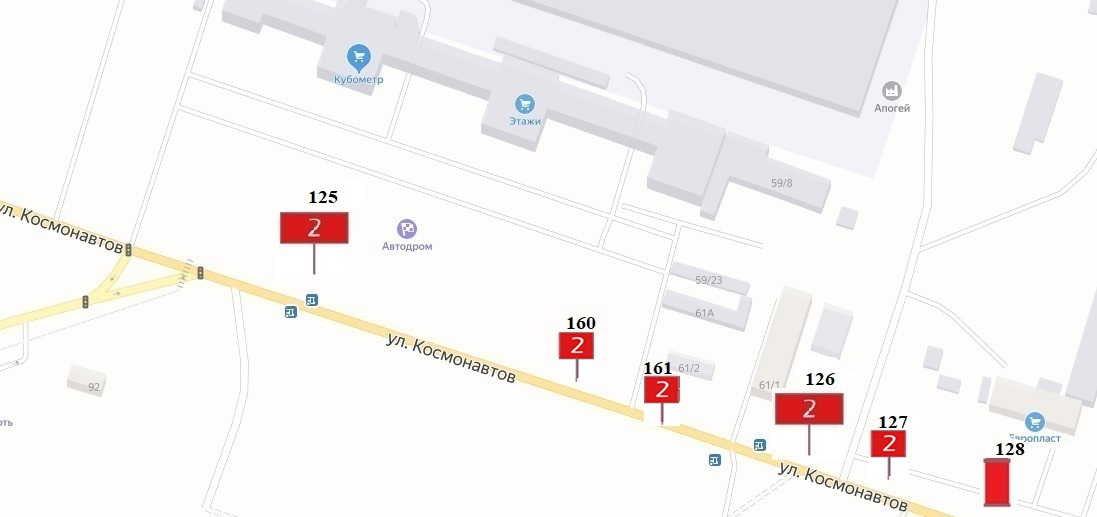 Кубометр
Этажи
Апогей
59/8
125
2
Автодром
ул. Космонавтов
59/23
61А
160
2
ул. Космонавтов
161
2
61/2
61/1
126
2
92
127
2
128
ул. Космонавтов